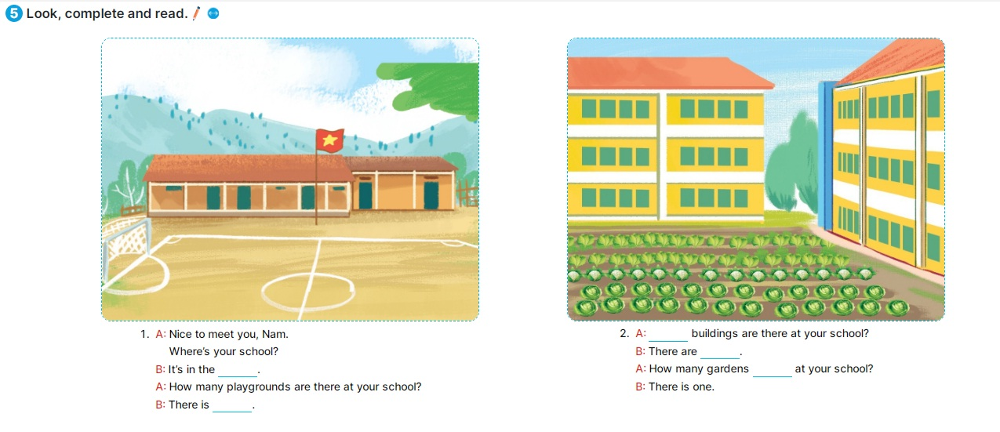 5 Look, complete and read.
1. A: Nice to meet you, Nam.
Where's your school?
B: It's in the ______.
A: How many playgrounds are there at your school?
B: There is ______.
2. A: ______ buildings are there at your school?
B: There are ______.
A: How many gardens ______ at your school?
B: There is one.